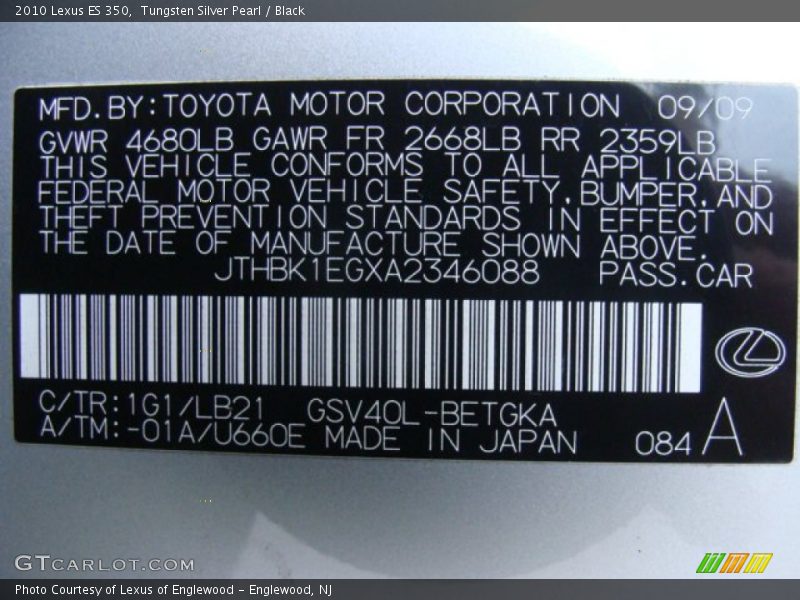 2010 Lexus ES 350, Tungsten Silver Pearl / Black
MFD.BY:TOYOTA MOTOR CORPORATION 09/09
GVWR 4680LB GAWR FR 2668LB RR 2359LB
THIS VEHICLE CONFORMS TO ALL APPLICABLE
FEDERAL MOTOR VEHICLE SAFETY,BUMPER,AND
THEFT PREVENTION STANDARDS IN EFFECT ON
THE DATE OF MANUFACTURE SHOWN ABOVE.
JTHBK1EGXA2346088 PASS.CAR
C/TR:1G1/LB21 GSV40L-BETGKA
A/TM:-01A/U660E MADE IN JAPAN 084 A
GTCARLOT.COM
Photo Courtesy of Lexus of Englewood – Englewood, NJ